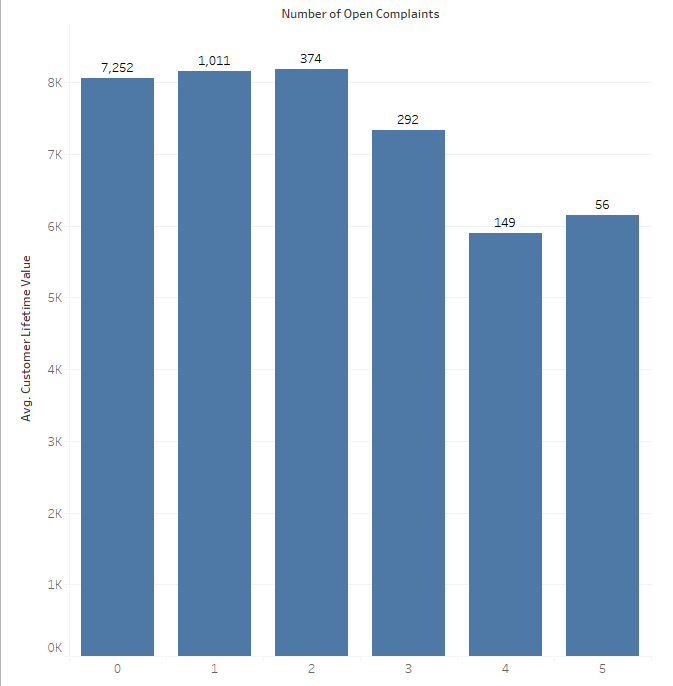 Number of Open Complaints
7,252
1,011
374
292
149
56
Avg. Customer Lifetime Value
8K
7K
6K
5K
4K
3K
2K
1K
0K
0
1
2
3
4
5